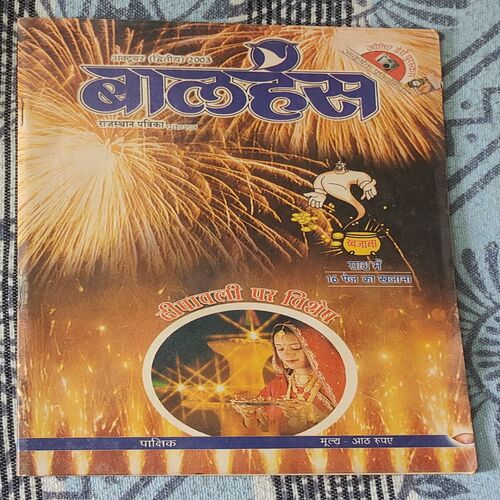 अक्टूबर (द्वितीय) 2003
बालहंस
राजस्थान पत्रिका प्रकाशन
खजाना
साथ में
16 पेज का खजाना
दीपावली पर विशेष
पाक्षिक
मूल्य - आठ रुपए